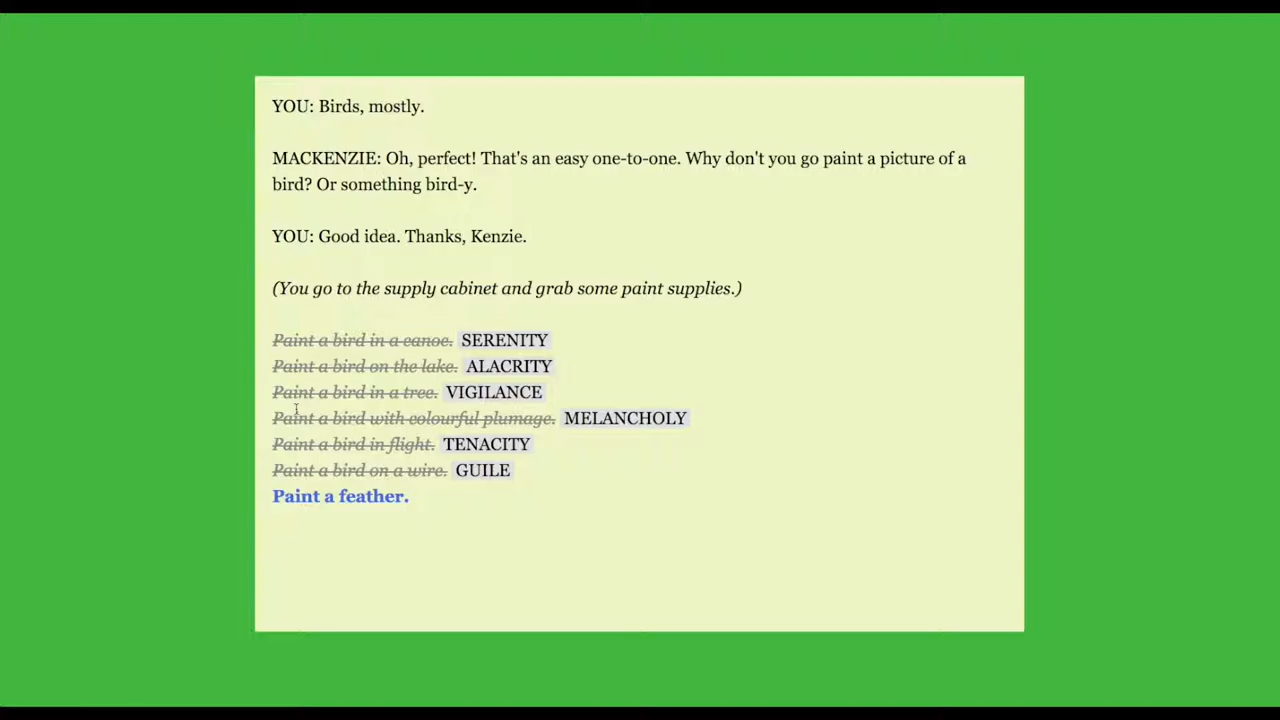 YOU: Birds, mostly.
MACKENZIE: Oh, perfect! That's an easy one-to-one. Why don't you go paint a picture of a
bird? Or something bird-y.
YOU: Good idea. Thanks, Kenzie.
(You go to the supply cabinet and grab some paint supplies.)
Paint a bird in a canoe. SERENITY
Paint a bird on the lake. ALACRITY
Paint a bird in a tree. VIGILANCE
Paint a bird with colourful plumage. MELANCHOLY
Paint a bird in flight. TENACITY
Paint a bird on a wire. GUILE
Paint a feather.